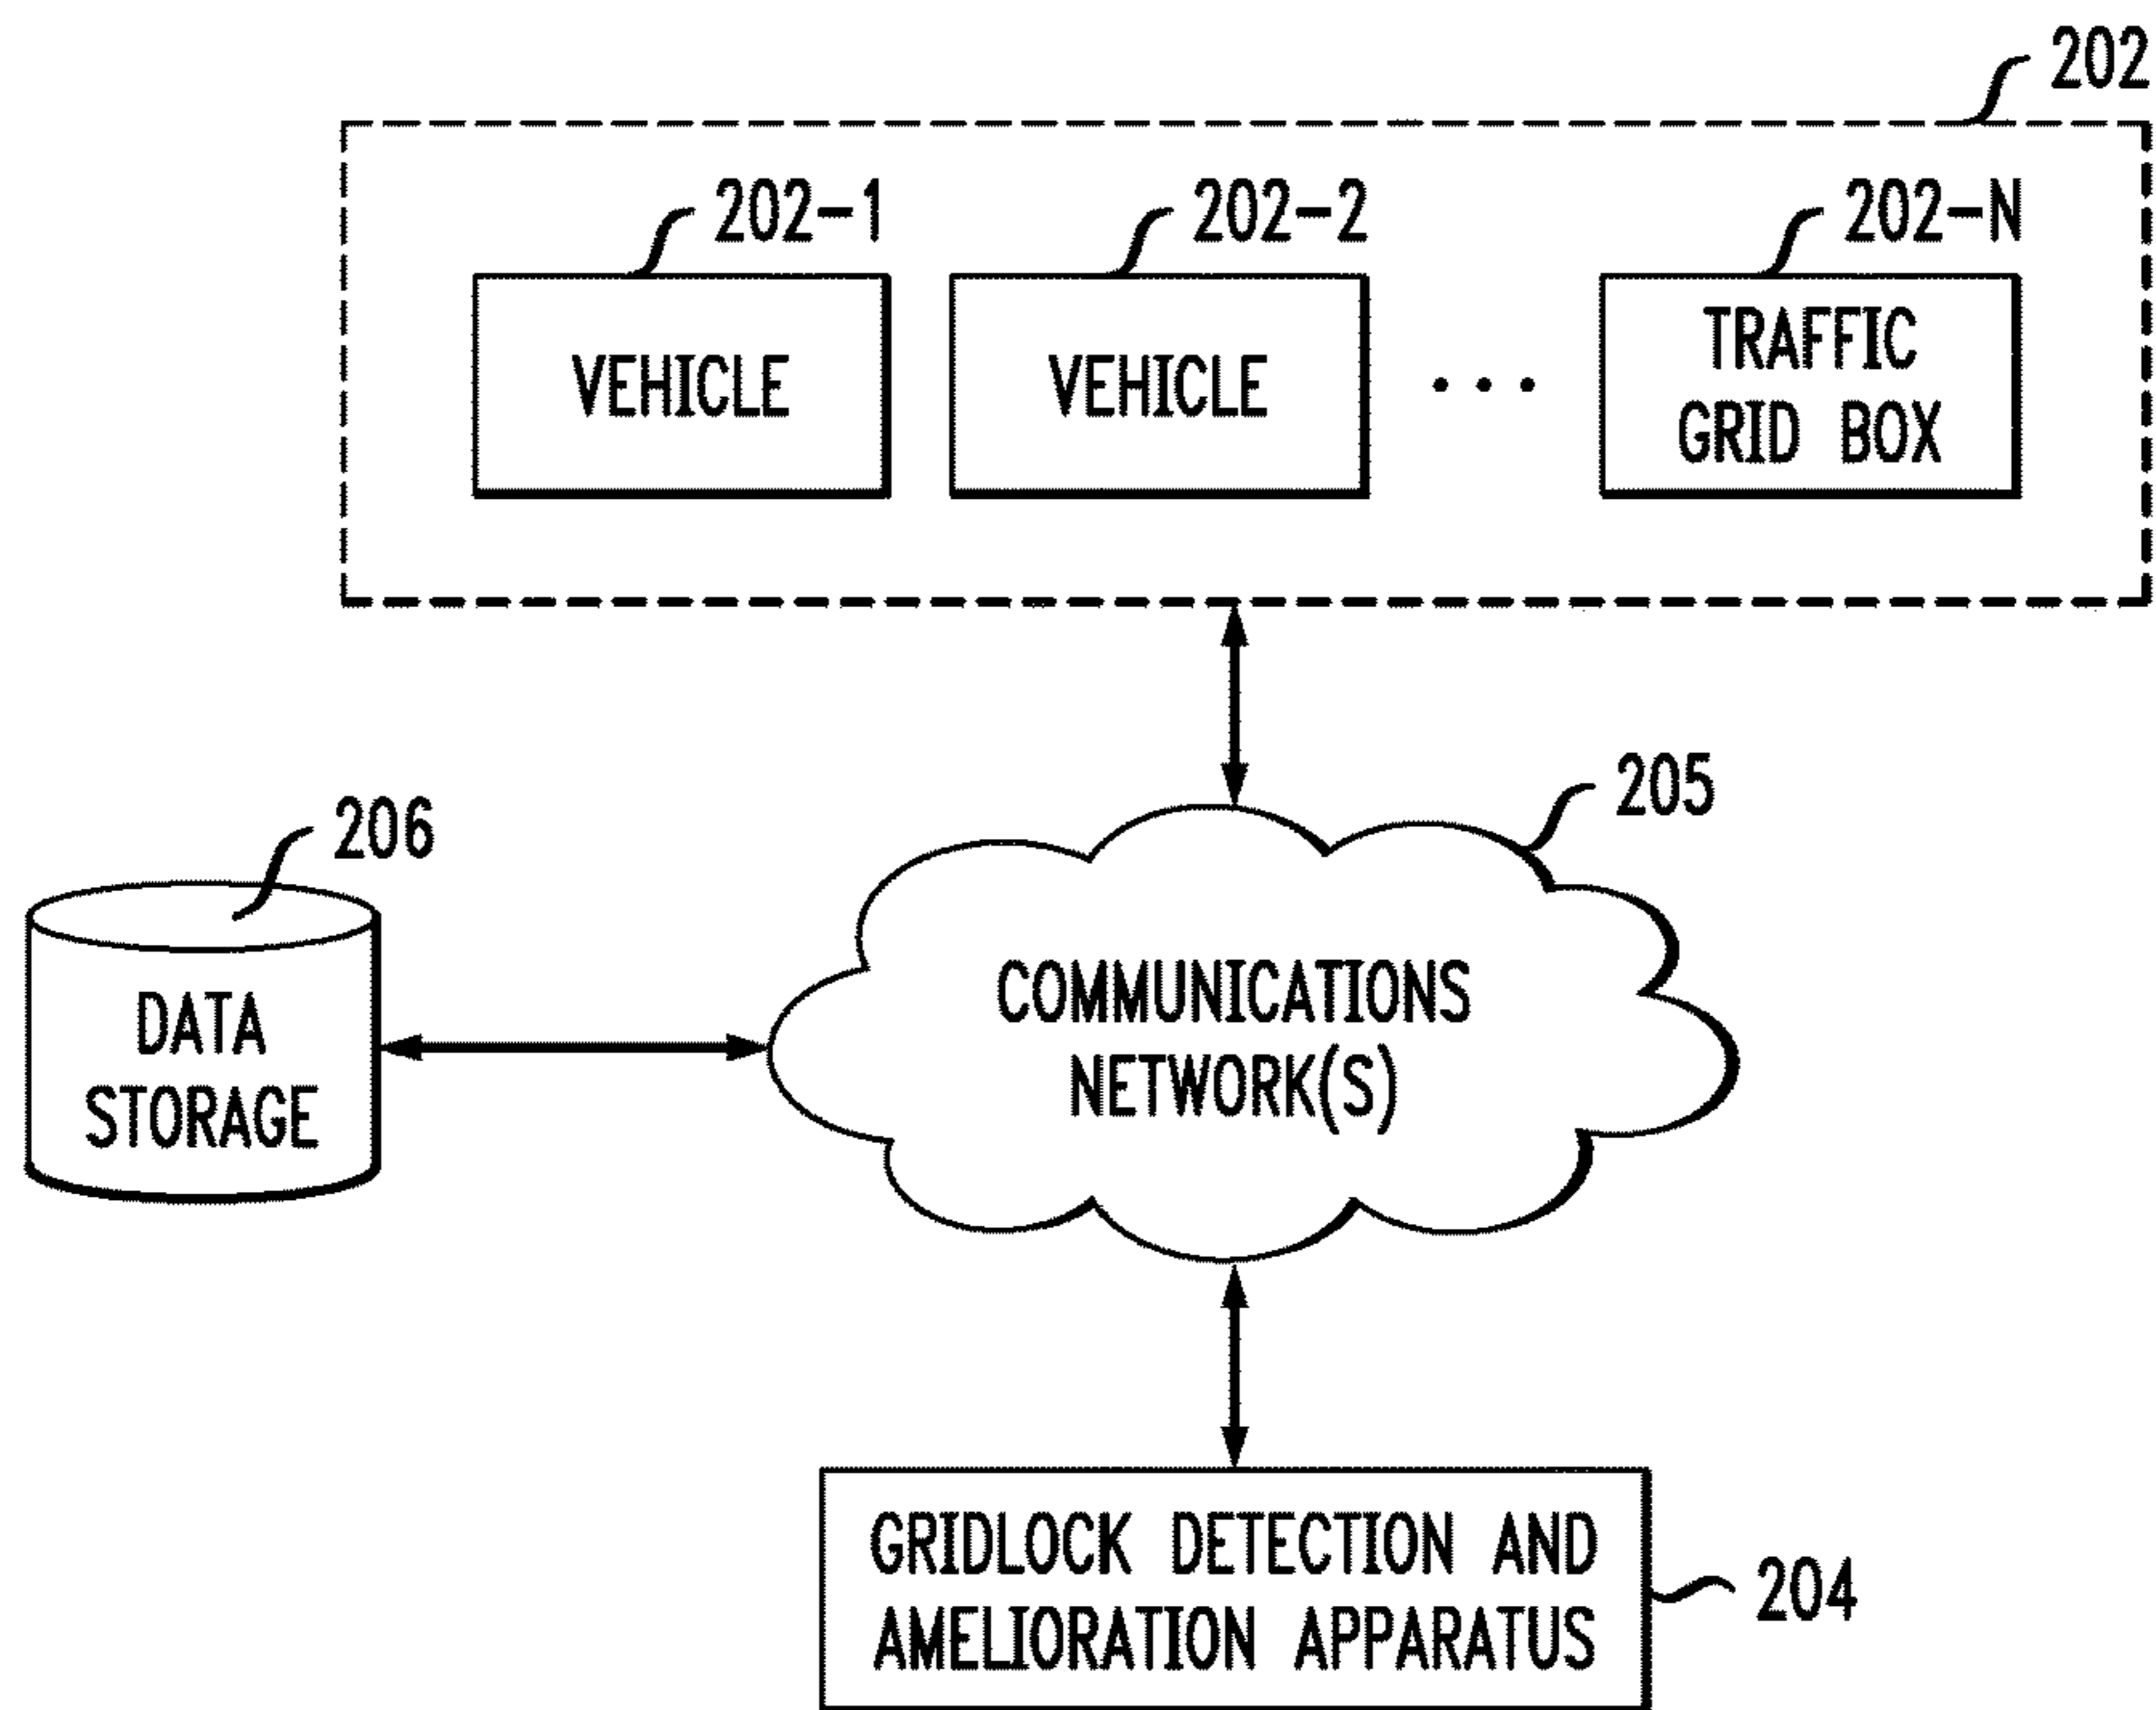 202
202-1
202-2
202-N
VEHICLE
VEHICLE
...
TRAFFIC
GRID BOX
205
206
COMMUNICATIONS
NETWORK(S)
DATA
STORAGE
GRIDLOCK DETECTION AND
AMELIORATION APPARATUS
204